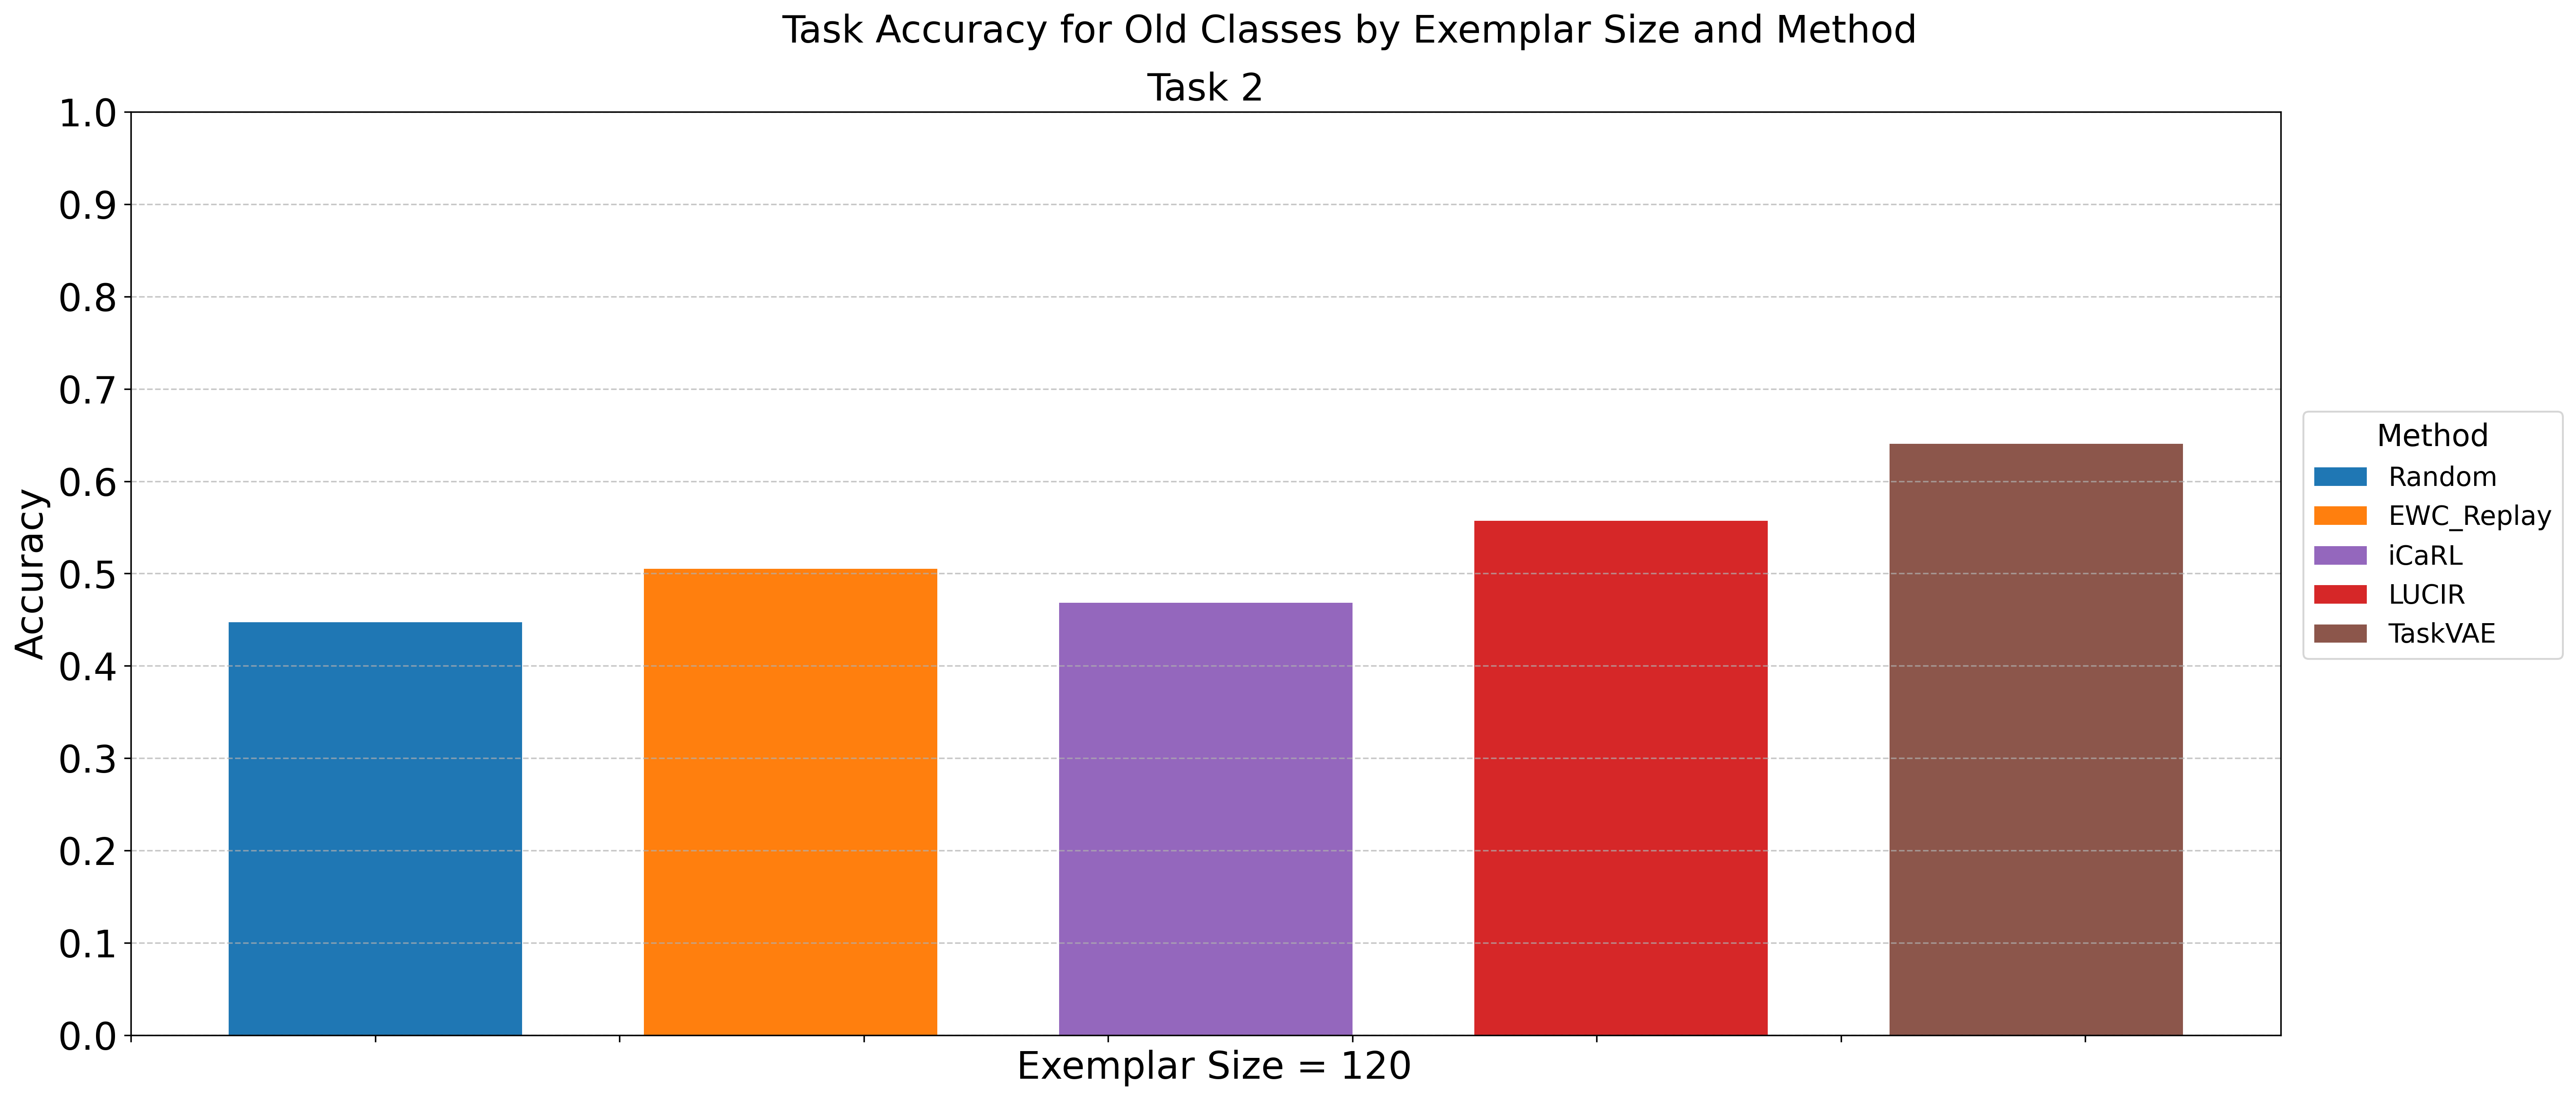 Task Accuracy for Old Classes by Exemplar Size and Method
Task 2
1.0
0.9
0.8
0.7
0.6
0.5
0.4
0.3
0.2
0.1
0.0
Accuracy
Exemplar Size = 120
Method
Random
EWC_Replay
iCaRL
LUCIR
TaskVAE